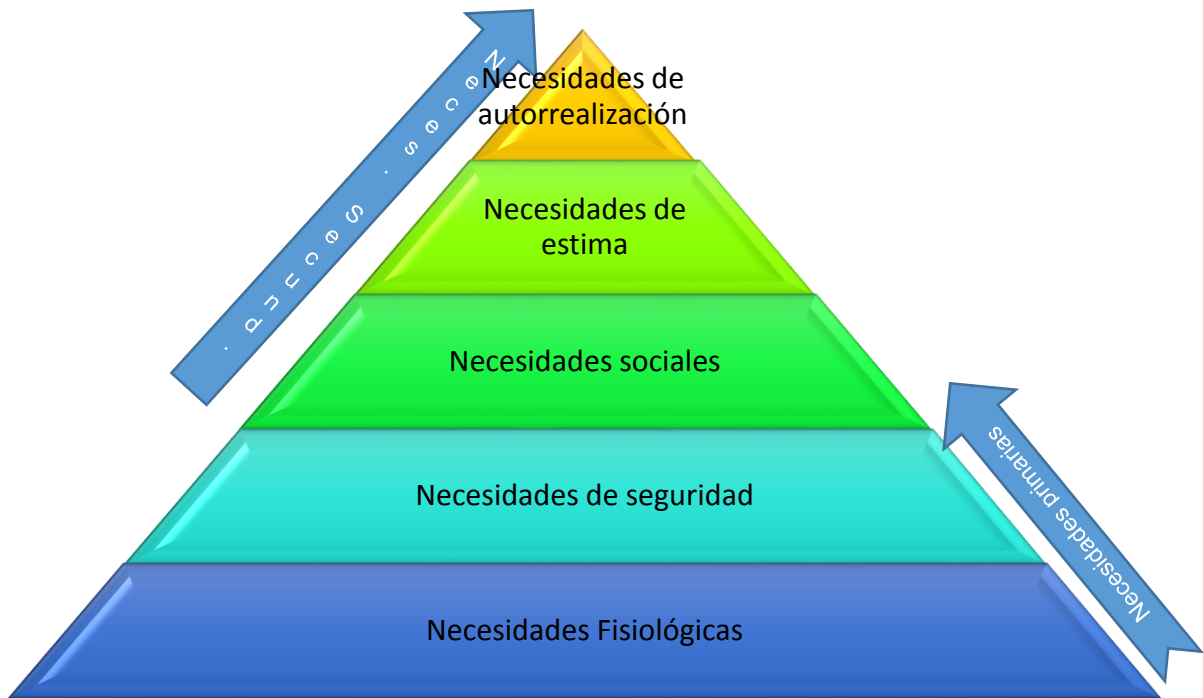 Neces. Secund.
Necesidades de
autorrealización
Necesidades de
estima
Necesidades sociales
Necesidades primarias
Necesidades de seguridad
Necesidades Fisiológicas